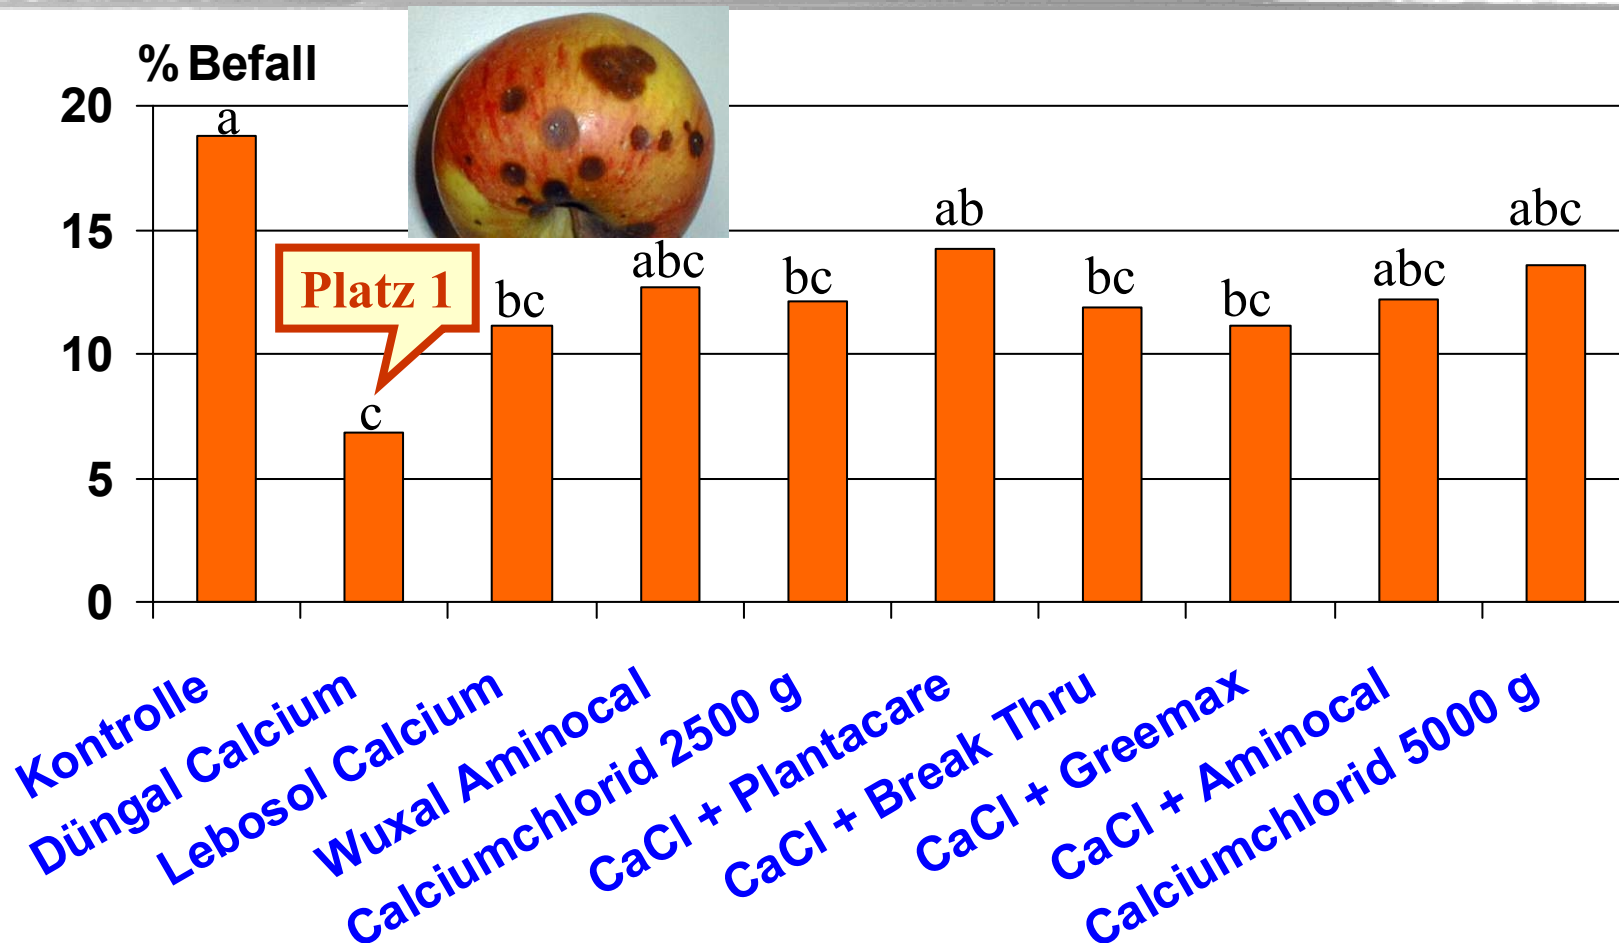 % Befall
20
15
10
5
0
a
c
bc
abc
bc
ab
bc
bc
abc
abc
Platz 1
Kontrolle
Düngal Calcium
Lebosol Calcium
Wuxal Aminocal
Calciumchlorid 2500 g
CaCl + Plantacare
CaCl + Break Thru
CaCl + Greemax
CaCl + Aminocal
Calciumchlorid 5000 g